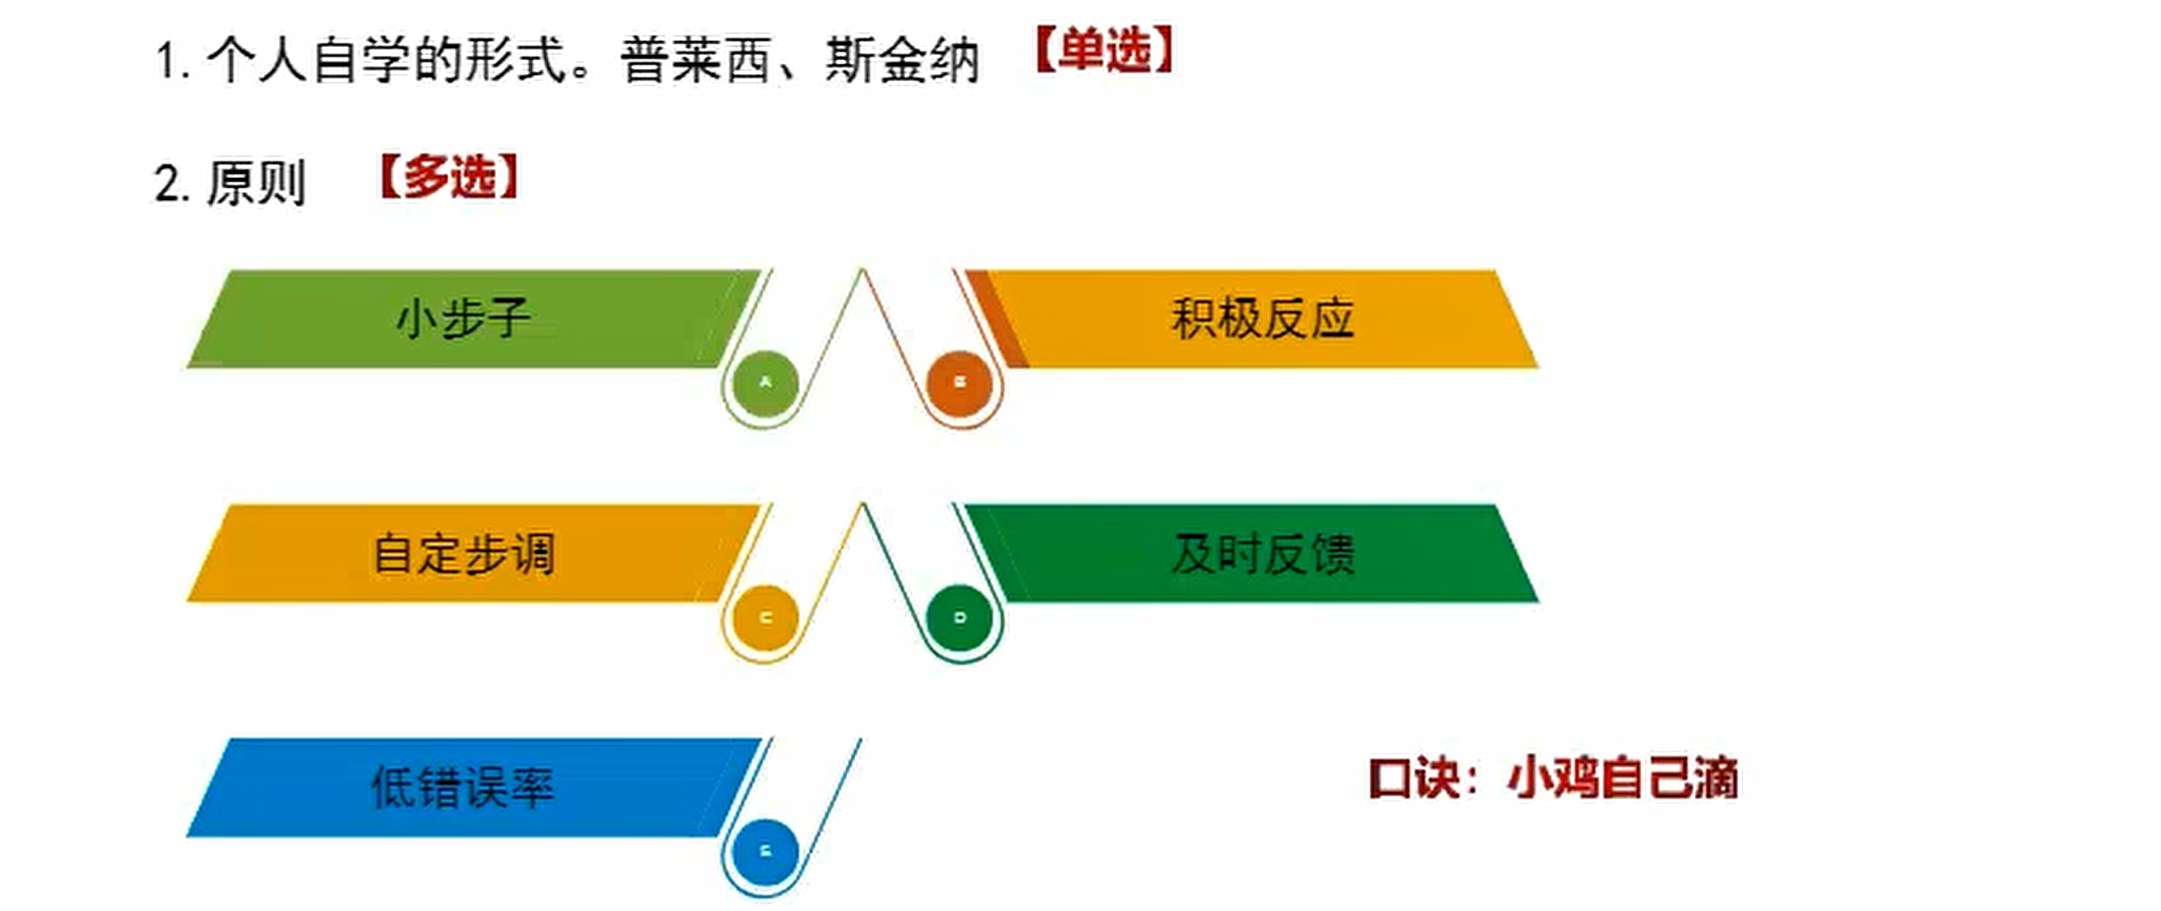 1. 个人自学的形式。普莱西、斯金纳 【单选】
2. 原则 【多选】
小步子
A
B
积极反应
自定步调
C
D
及时反馈
低错误率
E
口诀：小鸡自己滴